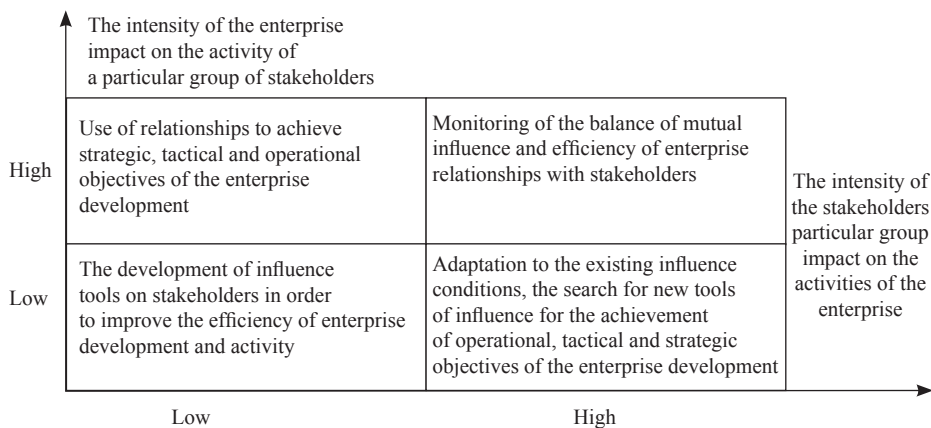 The intensity of the enterprise
impact on the activity of
a particular group of stakeholders
High
Use of relationships to achieve
strategic, tactical and operational
objectives of the enterprise
development
Monitoring of the balance of mutual
influence and efficiency of enterprise
relationships with stakeholders
The intensity of
the stakeholders
particular group
impact on the
activities of the
enterprise
Low
The development of influence
tools on stakeholders in order
to improve the efficiency of enterprise
development and activity
Adaptation to the existing influence
conditions, the search for new tools
of influence for the achievement
of operational, tactical and strategic
objectives of the enterprise development
Low
High